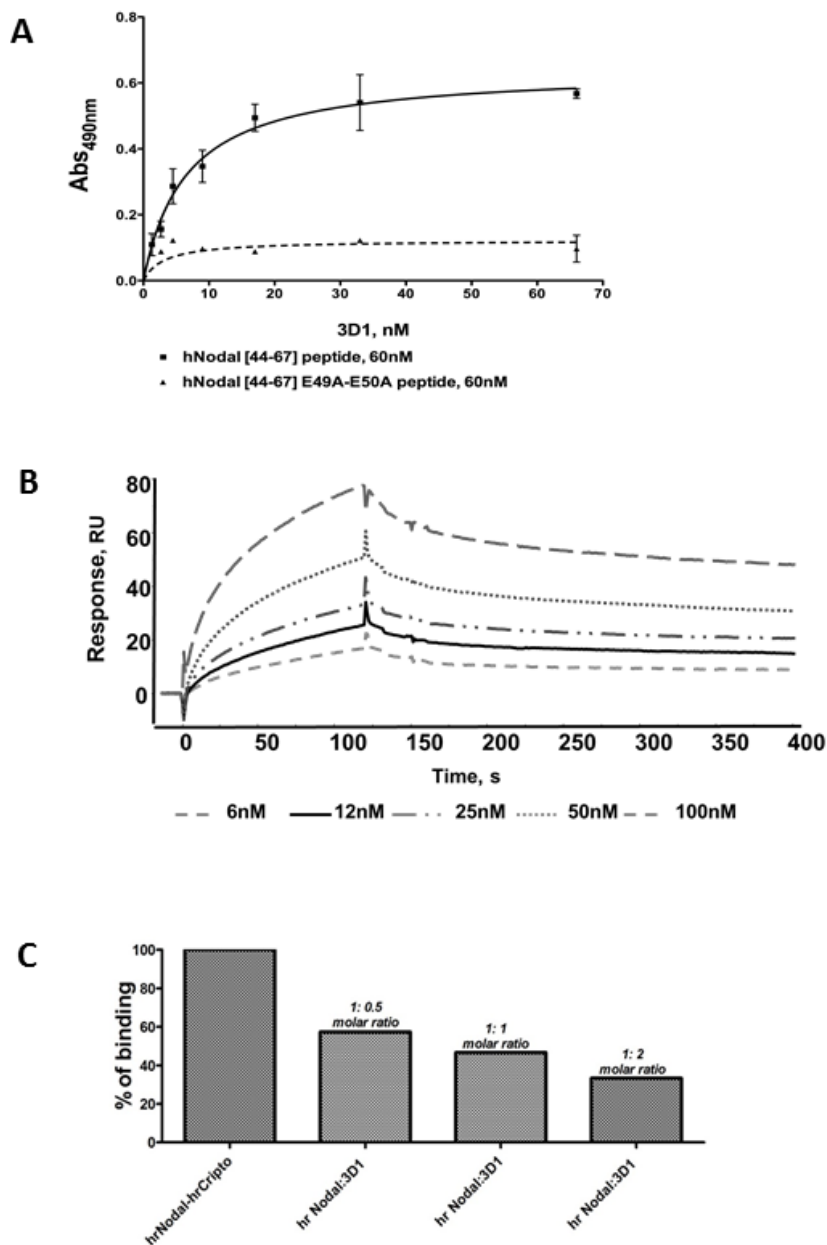 A
0.8
0.6
0.4
0.2
0.0
Abs490nm
0 10 20 30 40 50 60 70
3D1, nM
hNodal [44-67] peptide, 60nM
hNodal [44-67] E49A-E50A peptide, 60nM
B
80
60
40
20
0
Response, RU
0 50 100 150 200 250 300 350 400
Time, s
6nM 12nM 25nM 50nM 100nM
C
100
80
60
40
20
0
% of binding
1: 0.5
molar ratio
1: 1
molar ratio
1: 2
molar ratio
hrNodal-hrCripto
hr Nodal:3D1
hr Nodal:3D1
hr Nodal:3D1